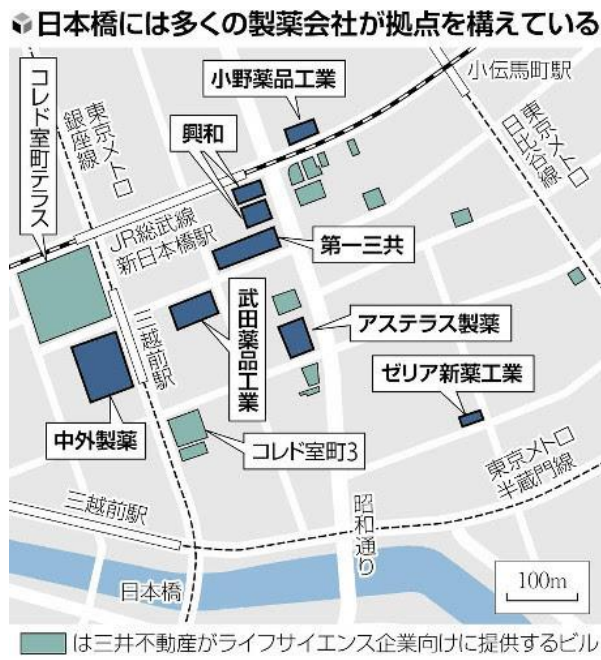 日本橋には多くの製薬会社が拠点を構えている
コレド室町テラス
東京メトロ
銀座線
小野薬品工業
小伝馬町駅
興和
東京メトロ
日比谷線
JR総武線
新日本橋駅
第一三共
三越前駅
武田薬品工業
アステラス製薬
ゼリア新薬工業
中外製薬
コレド室町3
東京メトロ
半蔵門線
三越前駅
昭和通り
日本橋
100m
は三井不動産がライフサイエンス企業向けに提供するビル